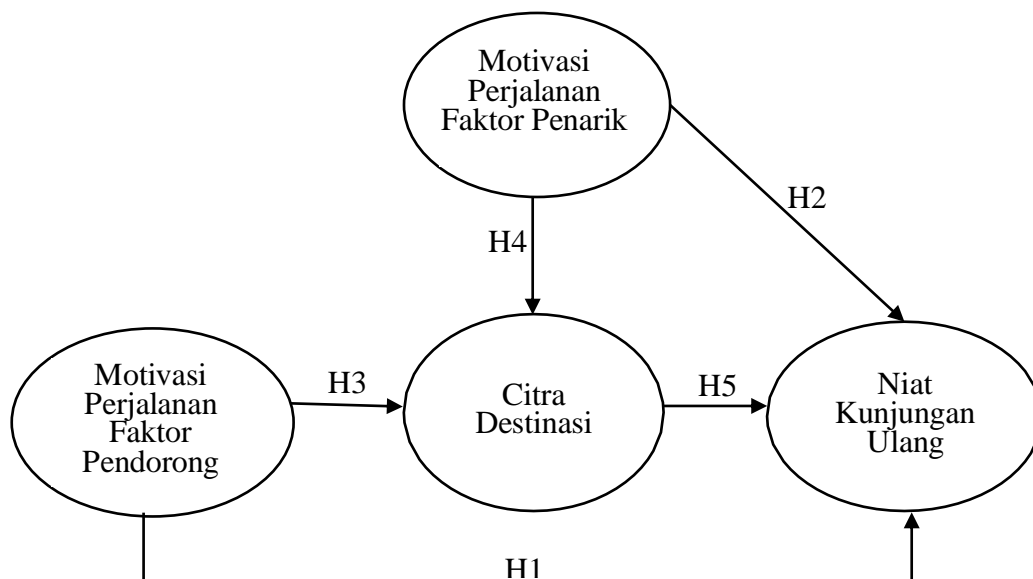 Motivasi
Perjalanan
Faktor Penarik
H2
H4
Motivasi
Perjalanan
Faktor
Pendorong
H3
Citra
Destinasi
H5
Niat
Kunjungan
Ulang
H1